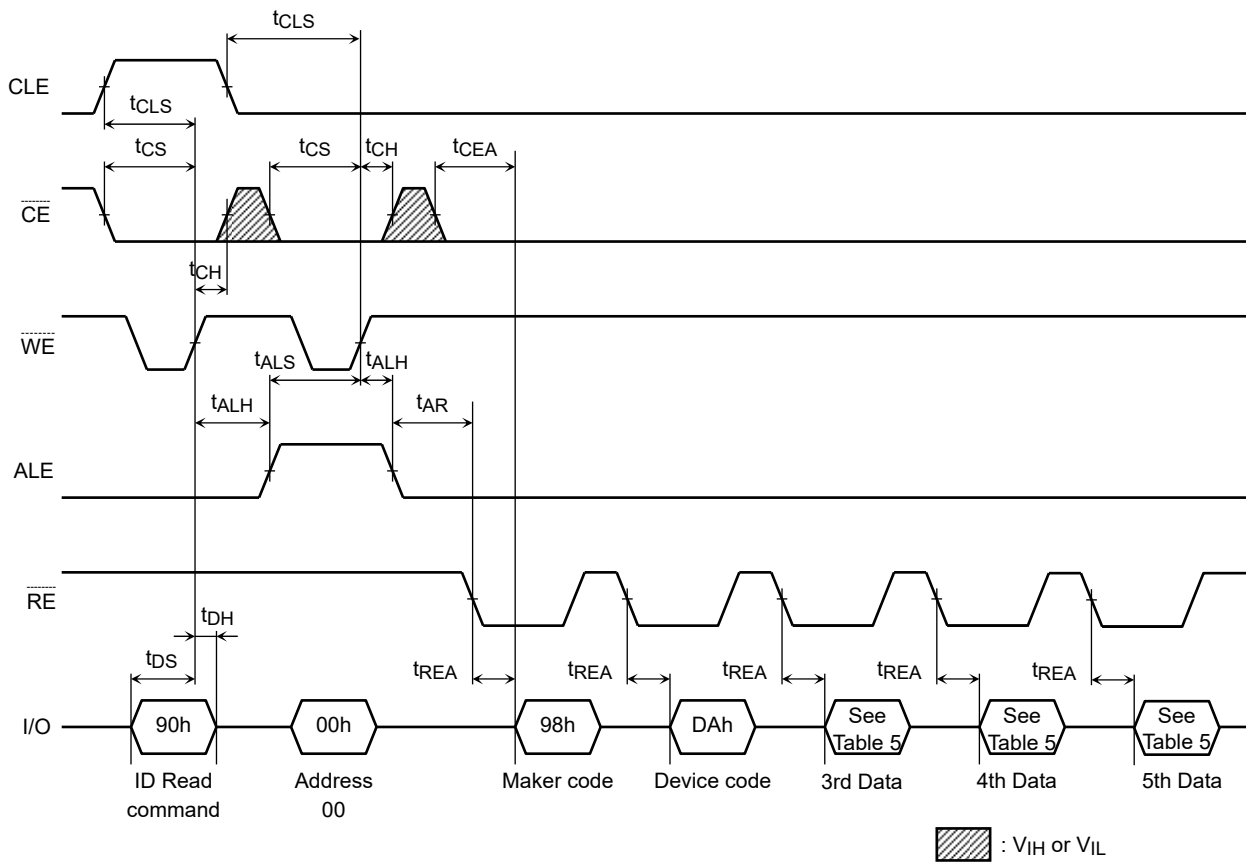 tCLS
CLE
tCLS
tCS
tCS
tCH
tCEA
CE
tCH
WE
tALS
tALH
tALH
tAR
ALE
RE
tDH
tDS
tREA
tREA
tREA
tREA
tREA
I/O
90h
00h
98h
DAh
See
Table 5
See
Table 5
See
Table 5
ID Read
command
Address
00
Maker code
Device code
3rd Data
4th Data
5th Data
: VIH or VIL